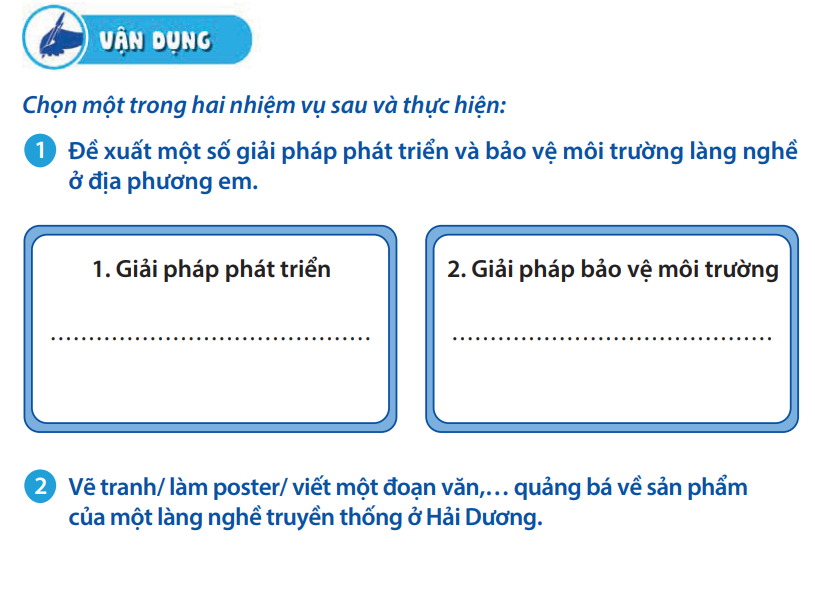 VẬN DỤNG
Chọn một trong hai nhiệm vụ sau và thực hiện:
1 Đề xuất một số giải pháp phát triển và bảo vệ môi trường làng nghề
ở địa phương em.
1. Giải pháp phát triển
.......................................
2. Giải pháp bảo vệ môi trường
.......................................
2 Vẽ tranh/ làm poster/ viết một đoạn văn,... quảng bá về sản phẩm
của một làng nghề truyền thống ở Hải Dương.